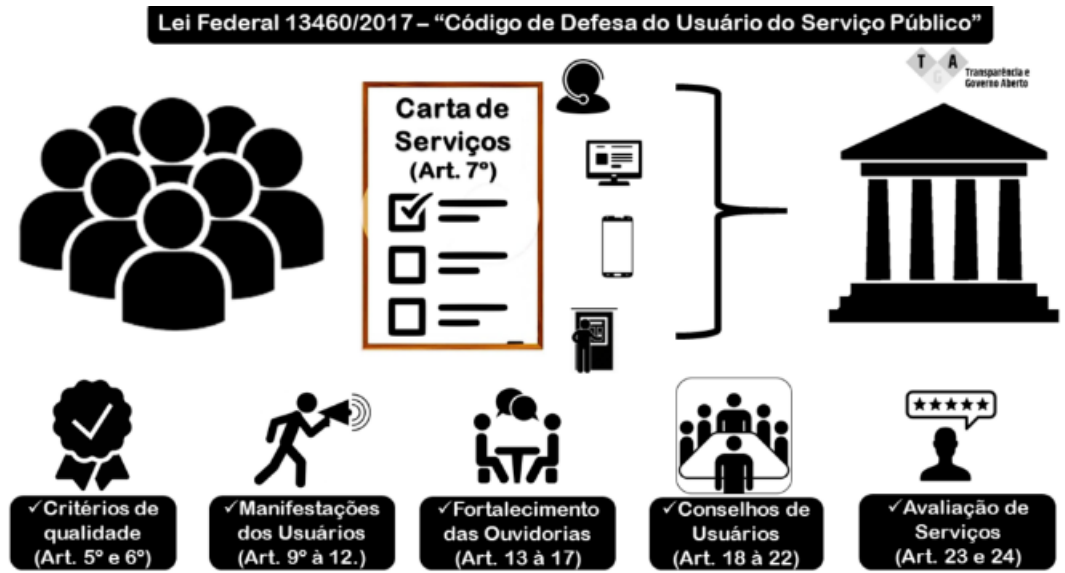 Lei Federal 13460/2017 – “Código de Defesa do Usuário do Serviço Público”
T G A
Transparência e
Governo Aberto
Carta de
Serviços
(Art. 7º)
✓Critérios de
qualidade
(Art. 5º e 6º)
✓Manifestações
dos Usuários
(Art. 9º à 12.)
✓Fortalecimento
das Ouvidorias
(Art. 13 à 17)
✓Conselhos de
Usuários
(Art. 18 à 22)
✓Avaliação de
Serviços
(Art. 23 e 24)